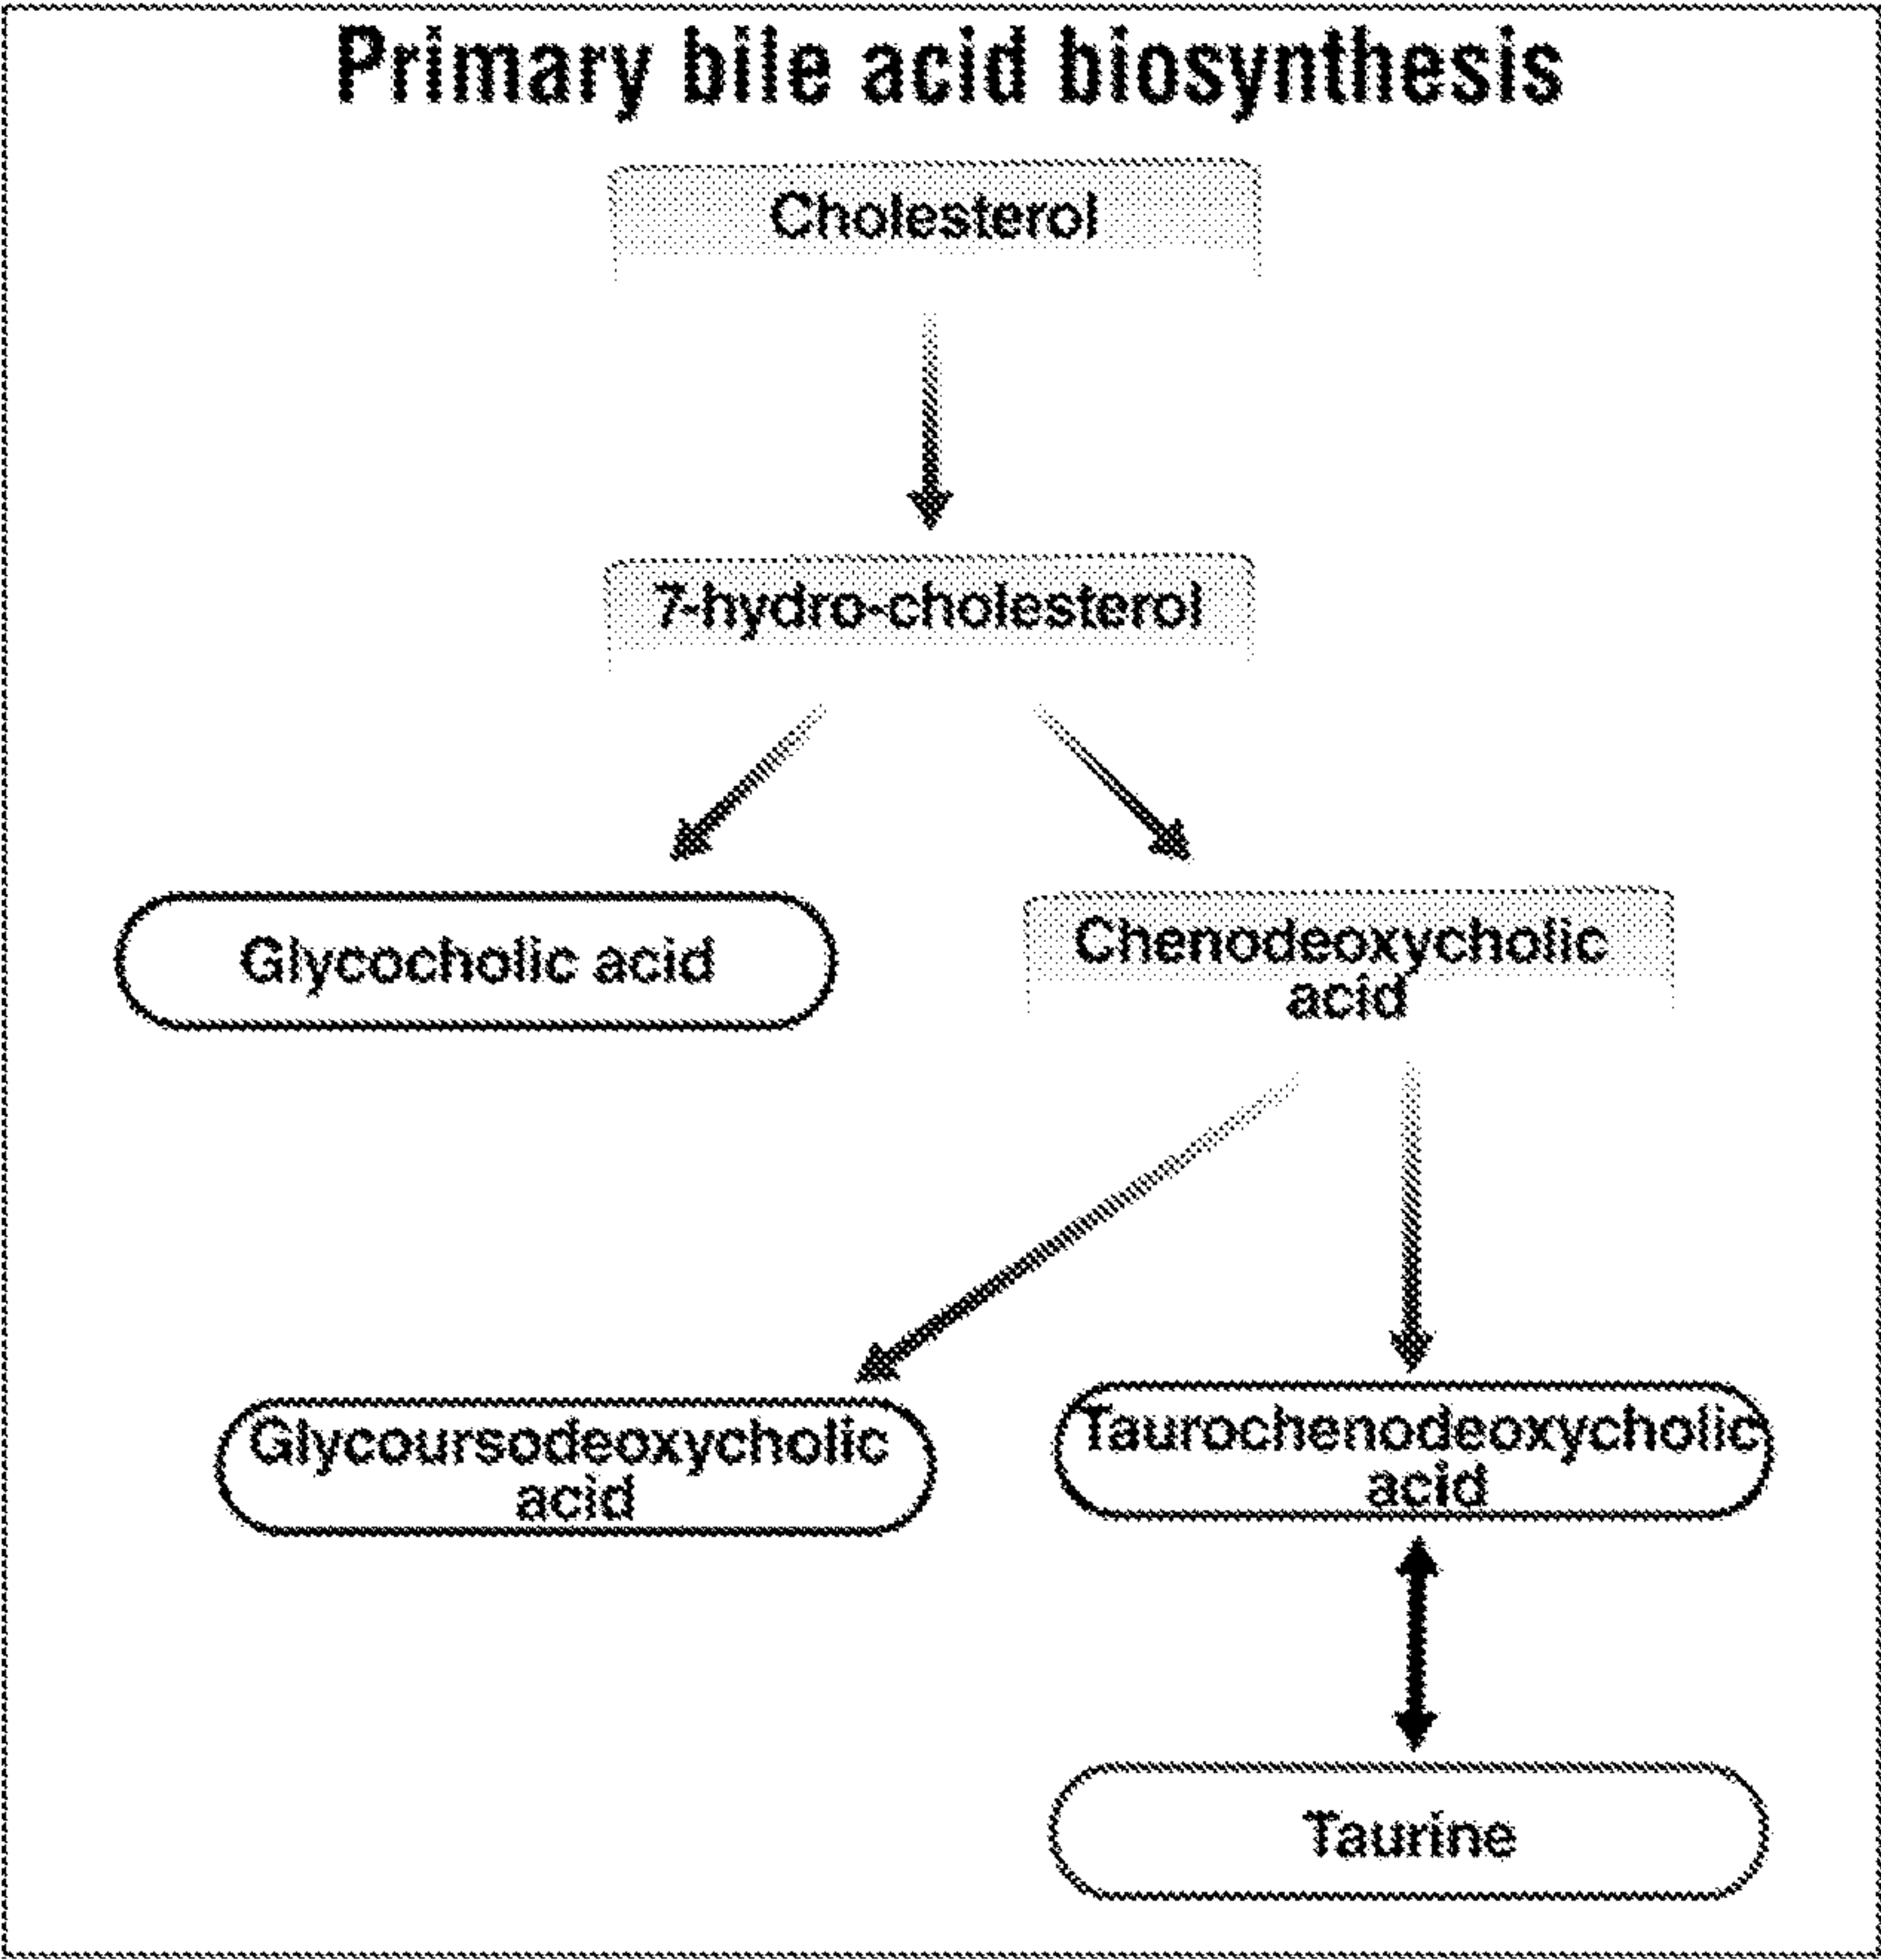 Primary bile acid biosynthesis
Cholesterol
7-hydro-cholesterol
Glycocholic acid
Chenodeoxycholic
acid
Glycoursodeoxycholic
acid
Taurochenodeoxycholic
acid
Taurine